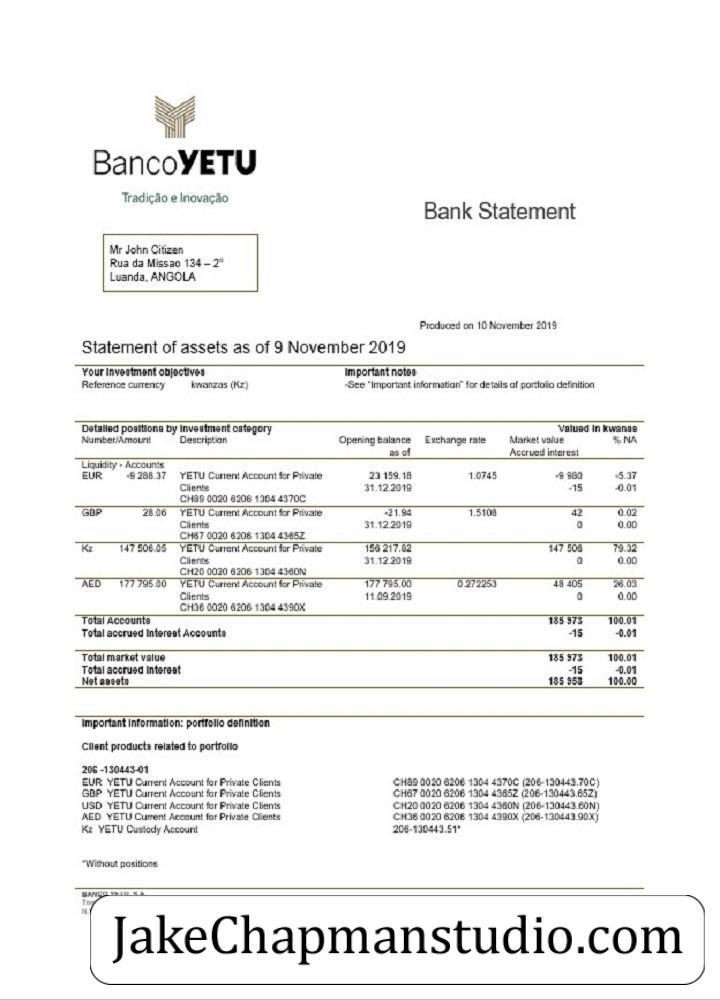 BancoYETU
Tradição e Inovação
Bank Statement
Mr John Citizen
Rua da Missao 134 – 2º
Luanda, ANGOLA
Produced on 10 November 2019
Statement of assets as of 9 November 2019
Your investment objectives Important notes
Reference currency kwanzas (Kz) -See "Important information" for details of portfolio definition
Detailed positions by investment category Valued in kwanas
Number/Amount Description Opening balance Exchange rate Market value % NA
as of Accrued interest
Liquidity - Accounts
EUR -9 288.37 YETU Current Account for Private 23 159.18 1.0745 -9 980 -5.37
Clients 31.12.2019 -15 -0.01
CH89 0020 6206 1304 4370C
GBP 28.06 YETU Current Account for Private -21.94 1.5108 42 0.02
Clients 31.12.2019 0 0.00
CH67 0020 6206 1304 4365Z
Kz 147 506.05 YETU Current Account for Private 156 217.82 147 506 79.32
Clients 31.12.2019 0 0.00
CH20 0020 6206 1304 4360N
AED 177 795.00 YETU Current Account for Private 177 795.00 0.272253 48 405 26.03
Clients 11.09.2019 0 0.00
CH36 0020 6206 1304 4390X
Total Accounts 185 973 100.01
Total accrued interest Accounts -15 -0.01
Total market value 185 973 100.01
Total accrued interest -15 -0.01
Net assets 185 958 100.00
Important information: portfolio definition
Client products related to portfolio
206 -130443-01
EUR YETU Current Account for Private Clients CH89 0020 6206 1304 4370C (206-130443.70C)
GBP YETU Current Account for Private Clients CH67 0020 6206 1304 4365Z (206-130443.65Z)
USD YETU Current Account for Private Clients CH20 0020 6206 1304 4360N (206-130443.60N)
AED YETU Current Account for Private Clients CH36 0020 6206 1304 4390X (206-130443.90X)
Kz YETU Custody Account 206-130443.51*
*Without positions
BANCO YETU, S.A.
JakeChapmanstudio.com